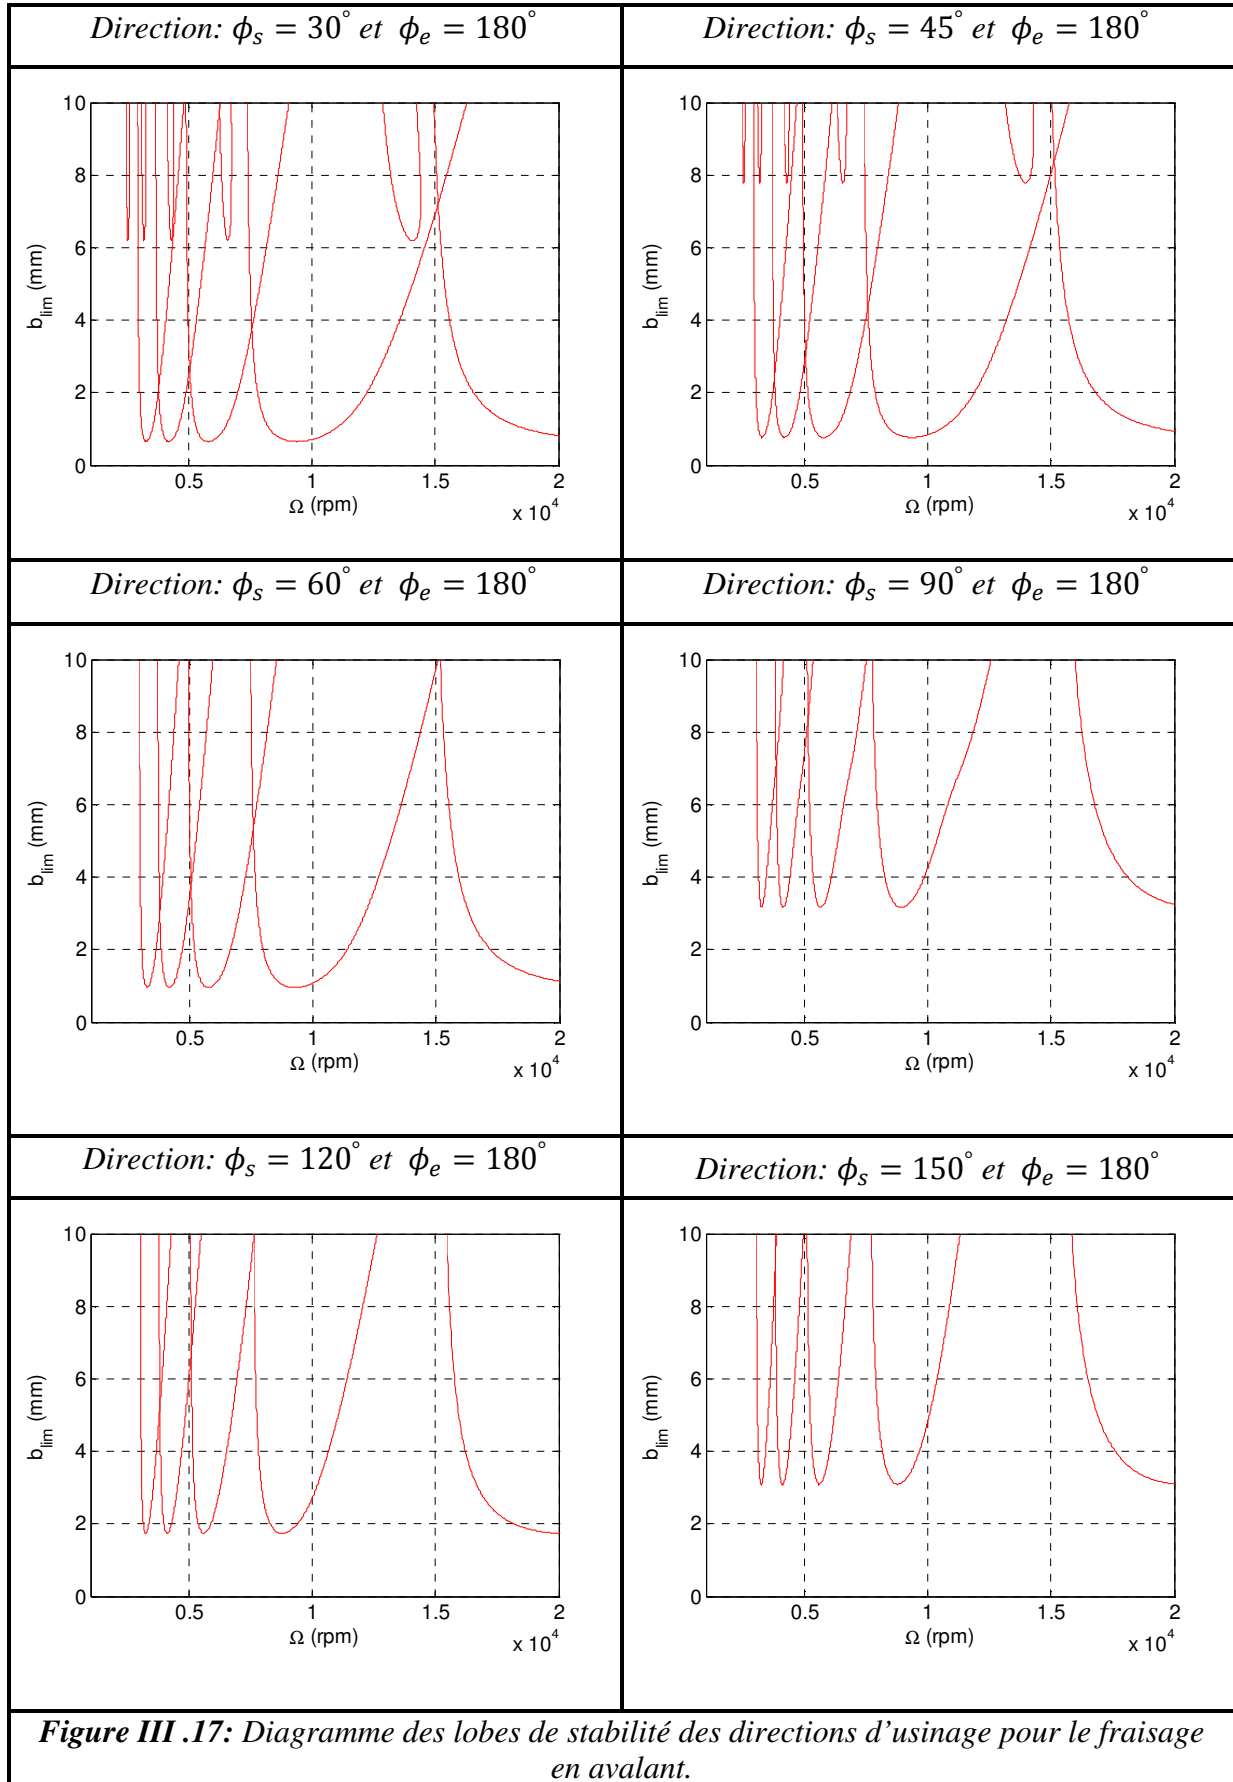 Direction: ϕs = 30° et ϕe = 180°
Direction: ϕs = 45° et ϕe = 180°
10
8
6
4
2
0
blim (mm)
0.5 1 1.5 2
Ω (rpm)
x 10^4
10
8
6
4
2
0
blim (mm)
0.5 1 1.5 2
Ω (rpm)
x 10^4
Direction: ϕs = 60° et ϕe = 180°
Direction: ϕs = 90° et ϕe = 180°
10
8
6
4
2
0
blim (mm)
0.5 1 1.5 2
Ω (rpm)
x 10^4
10
8
6
4
2
0
blim (mm)
0.5 1 1.5 2
Ω (rpm)
x 10^4
Direction: ϕs = 120° et ϕe = 180°
Direction: ϕs = 150° et ϕe = 180°
10
8
6
4
2
0
blim (mm)
0.5 1 1.5 2
Ω (rpm)
x 10^4
10
8
6
4
2
0
blim (mm)
0.5 1 1.5 2
Ω (rpm)
x 10^4
Figure III .17: Diagramme des lobes de stabilité des directions d'usinage pour le fraisage
en avalant.